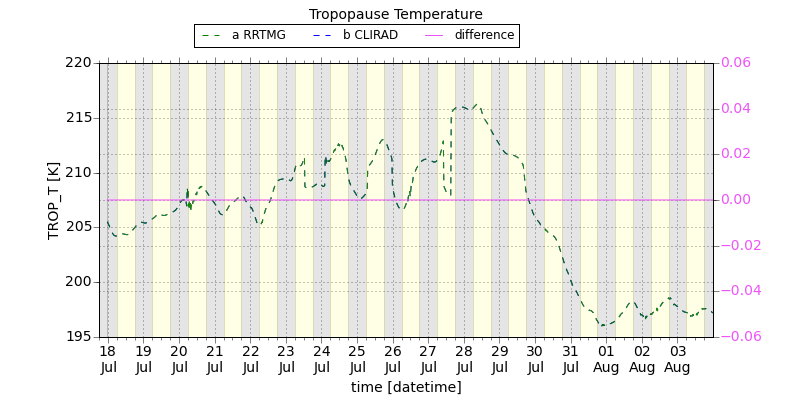 Tropopause Temperature
a RRTMG b CLIRAD difference
220
215
210
205
200
195
TROP_T [K]
0.06
0.04
0.02
0.00
−0.02
−0.04
−0.06
18 19 20 21 22 23 24 25 26 27 28 29 30 31 01 02 03
Jul Jul Jul Jul Jul Jul Jul Jul Jul Jul Jul Jul Jul Jul Aug Aug Aug
time [datetime]